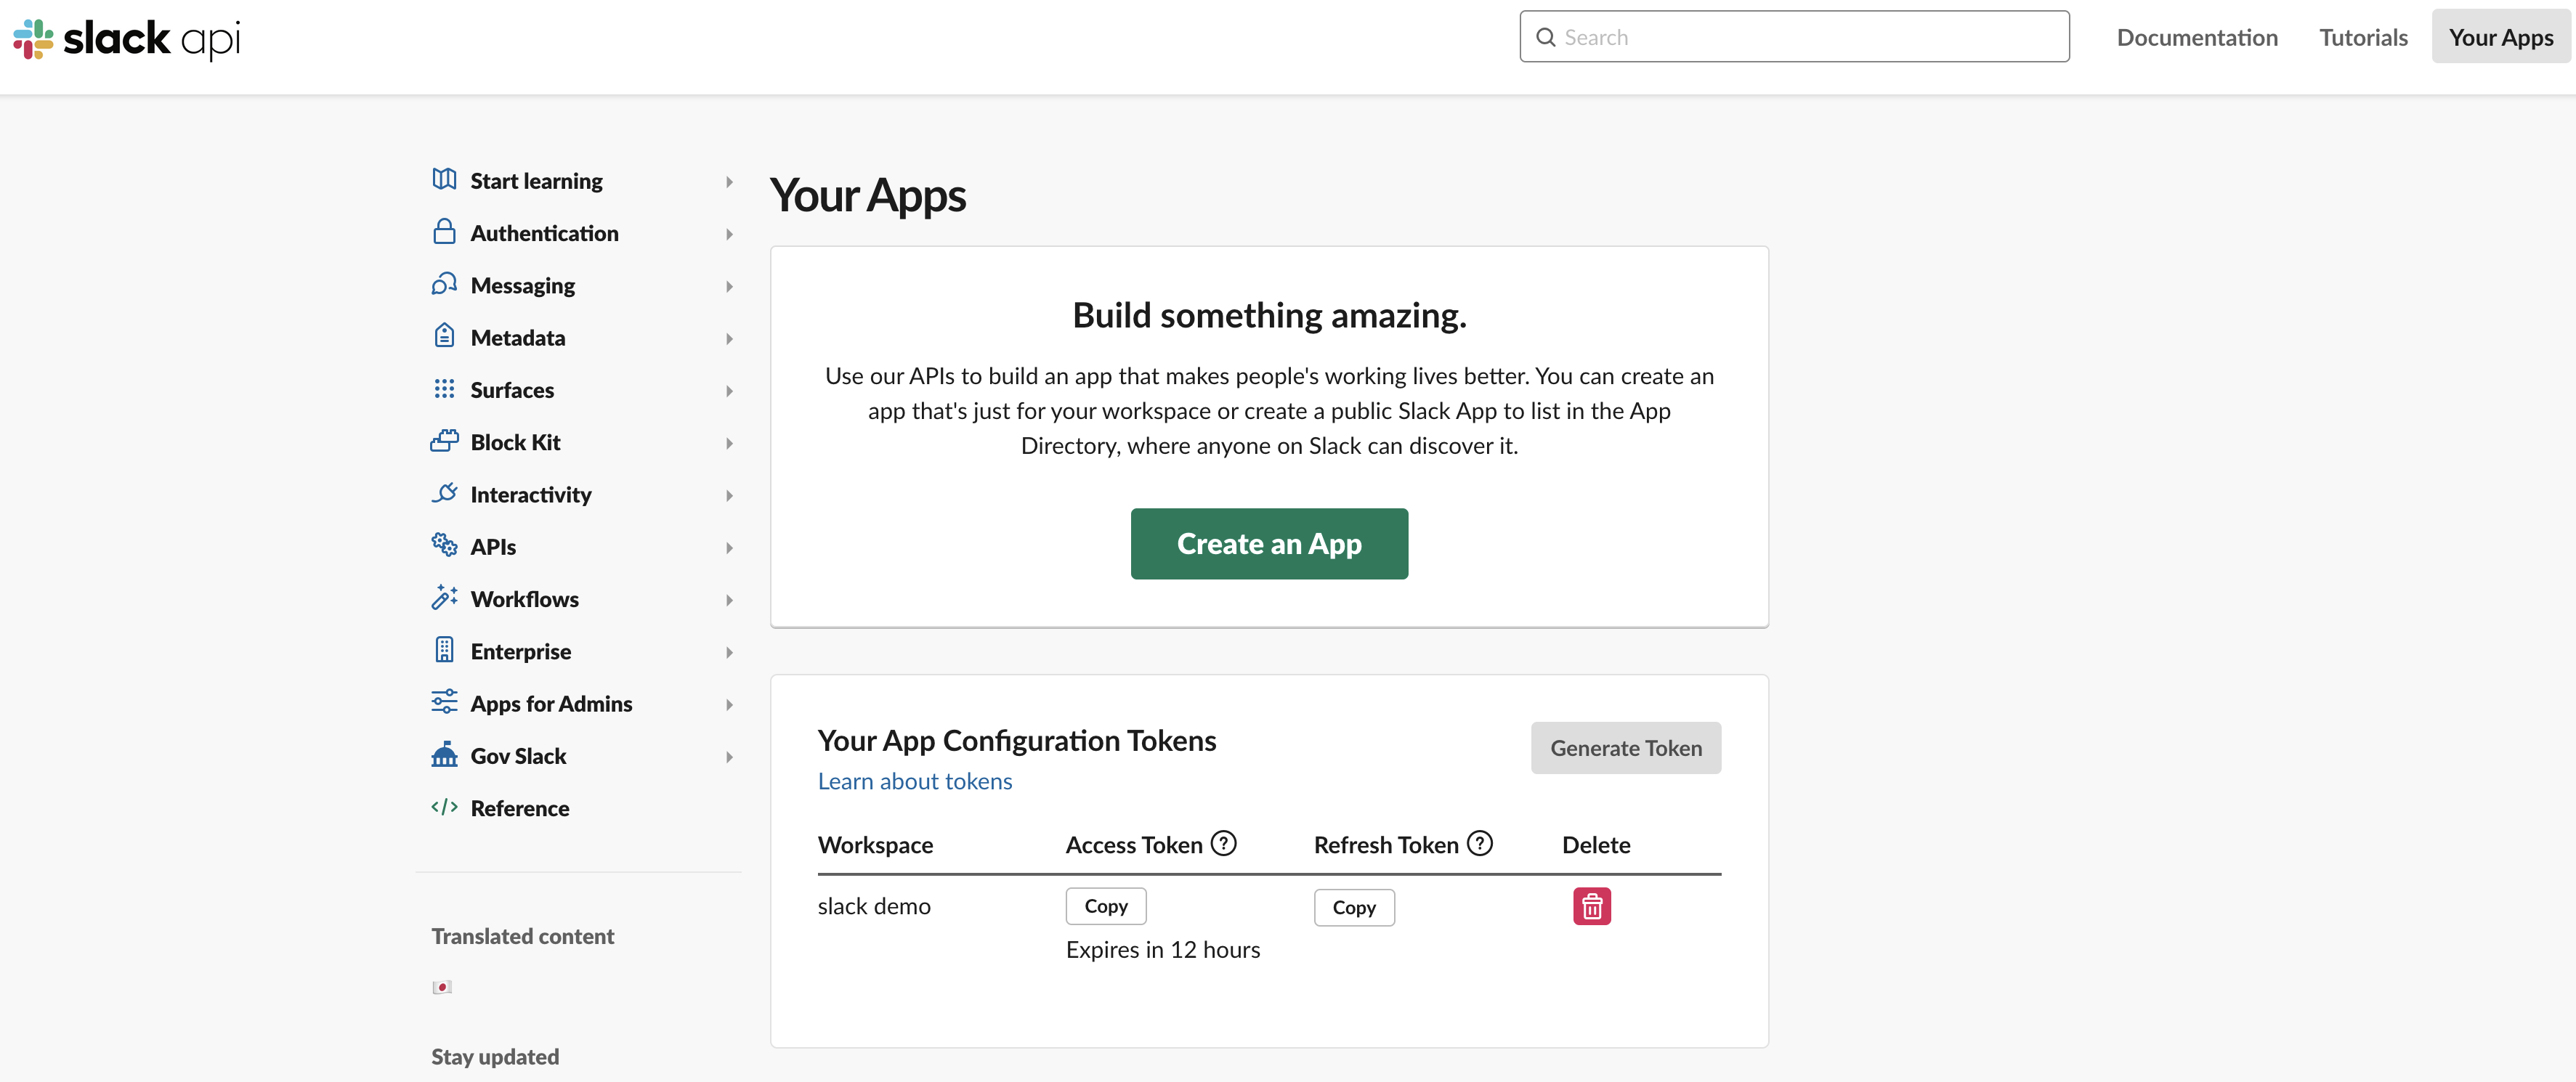 slack api
Search
Documentation
Tutorials
Your Apps
Start learning
Authentication
Messaging
Metadata
Surfaces
Block Kit
Interactivity
APIs
Workflows
Enterprise
Apps for Admins
Gov Slack
Reference
Translated content
Stay updated
Your Apps
Build something amazing.
Use our APIs to build an app that makes people's working lives better. You can create an
app that's just for your workspace or create a public Slack App to list in the App
Directory, where anyone on Slack can discover it.
Create an App
Your App Configuration Tokens
Generate Token
Learn about tokens
Workspace Access Token ? Refresh Token ? Delete
slack demo Copy Copy
Expires in 12 hours